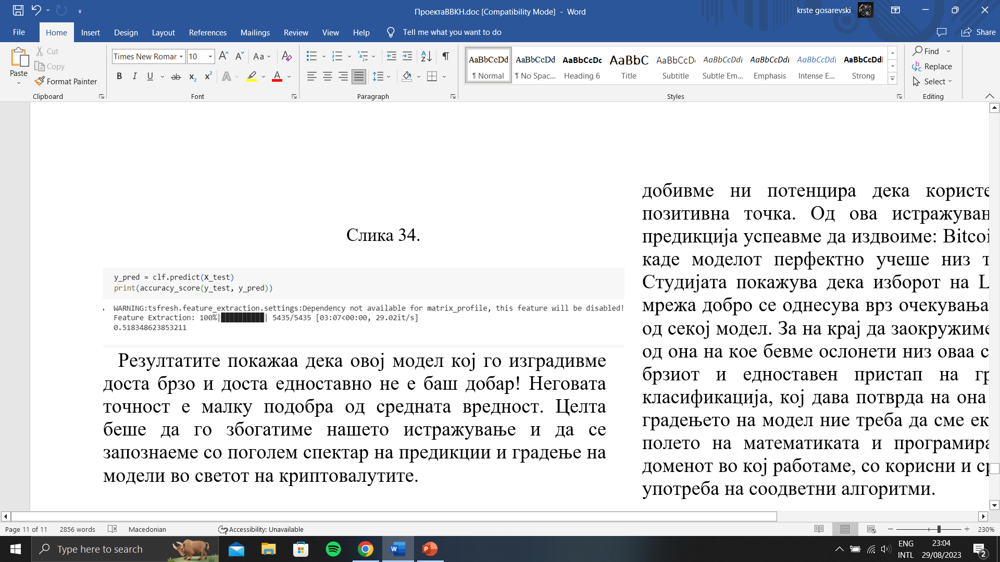 ПроектаВВКН.doc [Compatibility Mode] - Word
krste gosarevski
File
Home
Insert
Design
Layout
References
Mailings
Review
View
Help
Tell me what you want to do
Share
Paste
Cut
Copy
Format Painter
Clipboard
Times New Romar
10
Font
Paragraph
AaBbCcDd
¶ Normal
AaBbCcDd
¶ No Spac...
AaBbCcDc
Heading 6
AaBbC
Title
AaBbCcD
Subtitle
AaBbCcDd
Subtle Em...
AaBbCcDd
Emphasis
AaBbCcDd
Intense E...
AaBbCcDd
Strong
Styles
Find
Replace
Select
Editing
Слика 34.
y_pred = clf.predict(X_test)
print(accuracy_score(y_test, y_pred))
WARNING:tsfresh.feature_extraction.settings:Dependency not available for matrix_profile, this feature will be disabled!
Feature Extraction: 100%|██████████| 5435/5435 [03:07<00:00, 29.02it/s]
0.518348623853211
Резултатите покажаа дека овој модел кој го изградивме
доста брзо и доста едноставно не е баш добар! Неговата
точност е малку подобра од средната вредност. Целта
беше да го збогатиме нашето истражување и да се
запознаеме со поголем спектар на предикции и градење на
модели во светот на криптовалутите.
добивме ни потенцира дека користе
позитивна точка. Од ова истражуван
предикција успеавме да издвоиме: Bitcoi
каде моделот перфектно учеше низ т
Студијата покажува дека изборот на L
мрежа добро се однесува врз очекувања
од секој модел. За на крај да заокружиме
од она на кое бевме ослонети низ оваа с
брзиот и едноставен пристап на гр
класификација, кој дава потврда на она
градењето на модел ние треба да сме ек
полето на математиката и програмира
доменот во кој работаме, со корисни и ср
употреба на соодветни алгоритми.
Page 11 of 11
2856 words
Macedonian
Accessibility: Unavailable
230%
Type here to search
ENG
INTL
23:04
29/08/2023
2